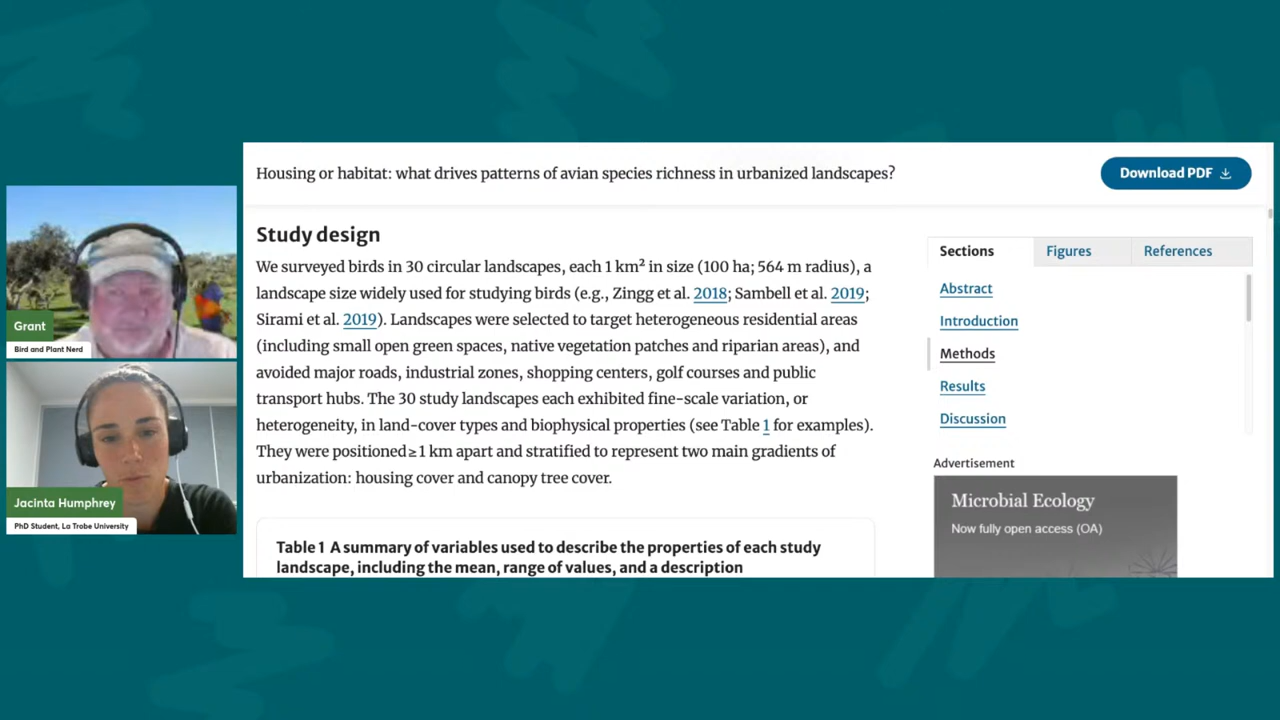 Housing or habitat: what drives patterns of avian species richness in urbanized landscapes?
Download PDF
Study design
We surveyed birds in 30 circular landscapes, each 1 km² in size (100 ha; 564 m radius), a
landscape size widely used for studying birds (e.g., Zingg et al. 2018; Sambell et al. 2019;
Sirami et al. 2019). Landscapes were selected to target heterogeneous residential areas
(including small open green spaces, native vegetation patches and riparian areas), and
avoided major roads, industrial zones, shopping centers, golf courses and public
transport hubs. The 30 study landscapes each exhibited fine-scale variation, or
heterogeneity, in land-cover types and biophysical properties (see Table 1 for examples).
They were positioned ≥ 1 km apart and stratified to represent two main gradients of
urbanization: housing cover and canopy tree cover.
Table 1 A summary of variables used to describe the properties of each study
landscape, including the mean, range of values, and a description
Sections
Figures
References
Abstract
Introduction
Methods
Results
Discussion
Advertisement
Microbial Ecology
Now fully open access (OA)
Grant
Bird and Plant Nerd
Jacinta Humphrey
PhD Student, La Trobe University